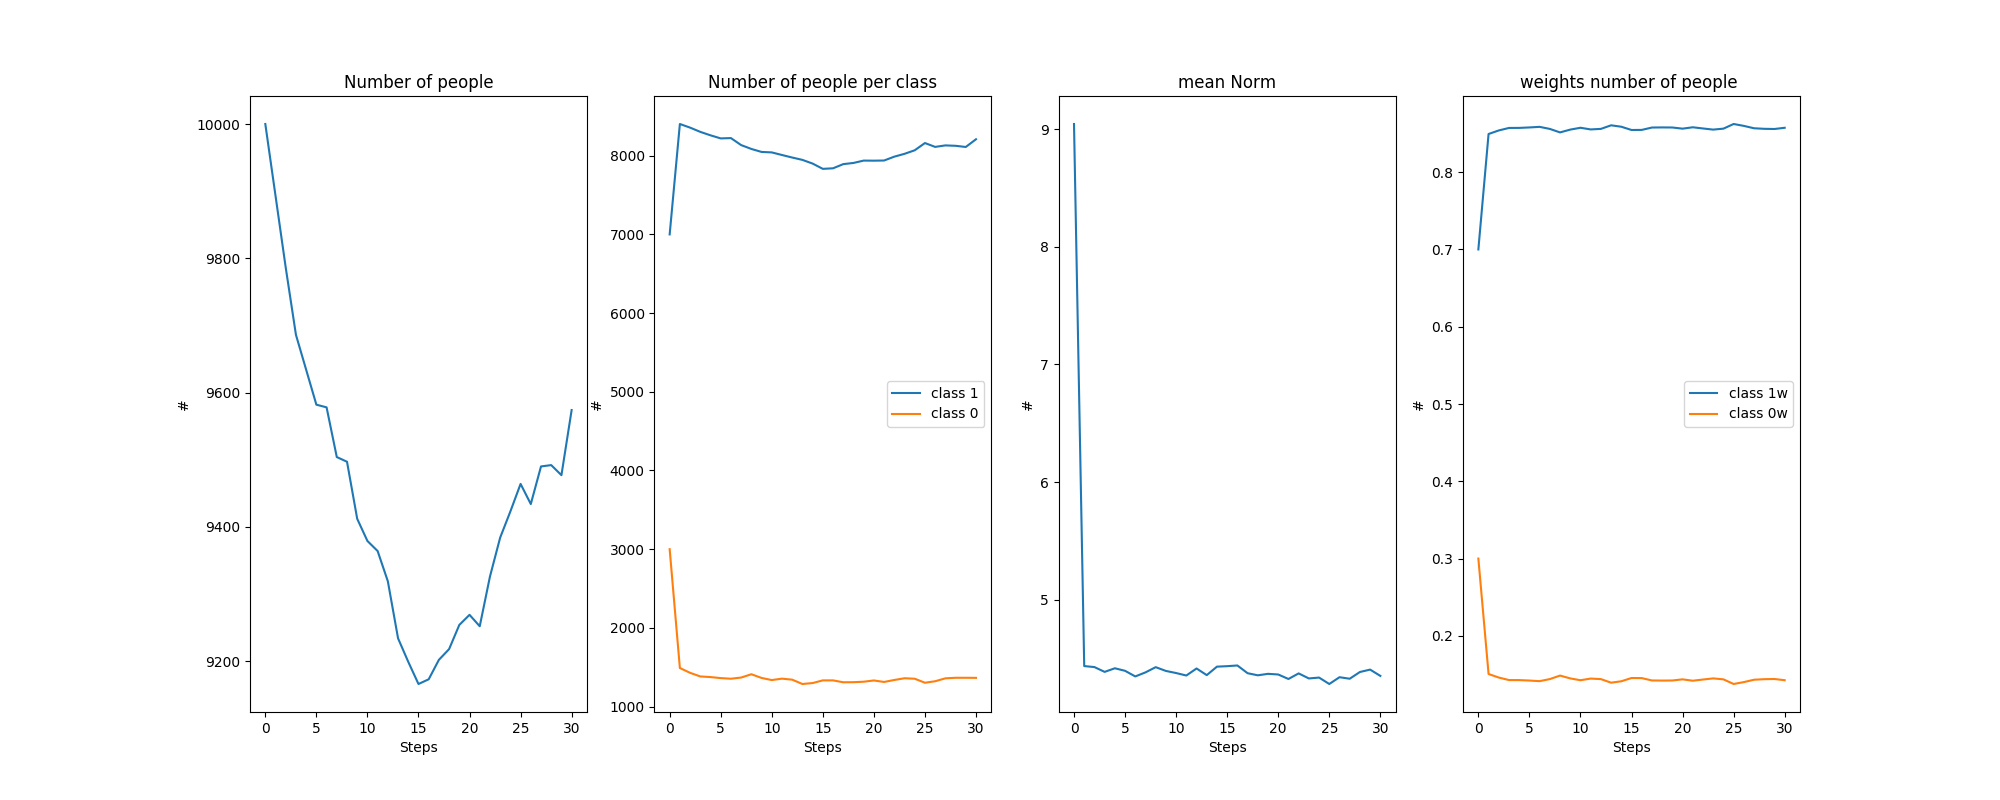 Number of people
10000
9800
9600
9400
9200
#
0 5 10 15 20 25 30
Steps
Number of people per class
8000
7000
6000
5000
4000
3000
2000
1000
#
class 1
class 0
0 5 10 15 20 25 30
Steps
mean Norm
9
8
7
6
5
#
0 5 10 15 20 25 30
Steps
weights number of people
0.8
0.7
0.6
0.5
0.4
0.3
0.2
#
class 1w
class 0w
0 5 10 15 20 25 30
Steps